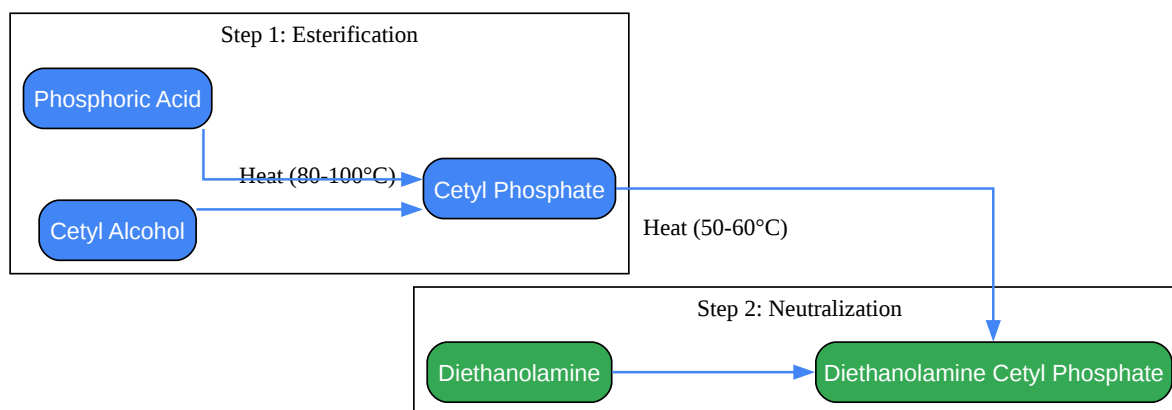 Step 1: Esterification
Phosphoric Acid
Heat (80-100°C)
Cetyl Phosphate
Cetyl Alcohol
Heat (50-60°C)
Step 2: Neutralization
Diethanolamine
Diethanolamine Cetyl Phosphate